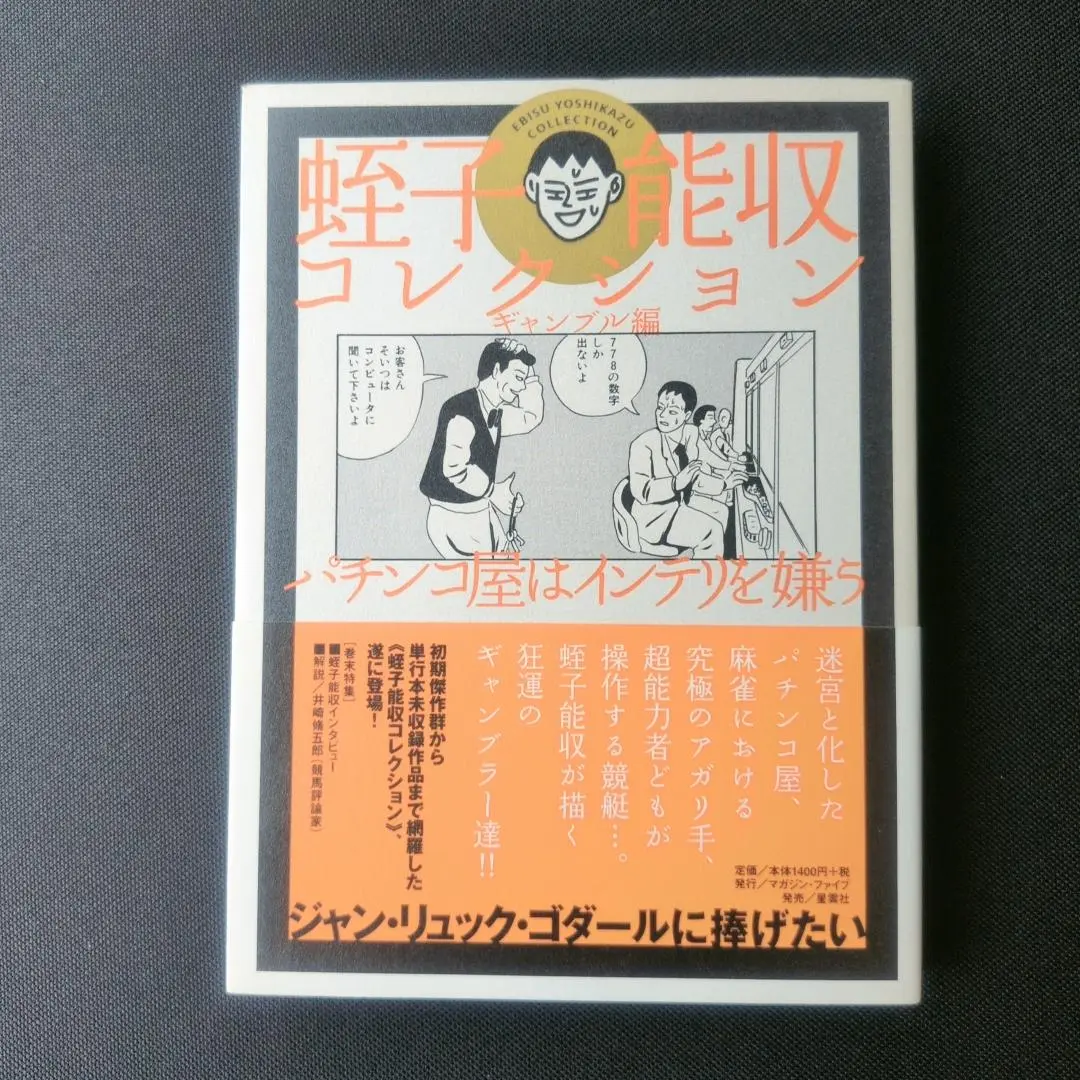 EBISU YOSHIKAZU
COLLECTION
蛭子能収
コレクション
ギャンブル編
778の数字
しか
出ないよ
お客さん
そいつは
コンピュータに
聞いて下さいよ
パチンコ屋はインテリを嫌う
迷宮と化した
パチンコ屋、
麻雀における
究極のアガリ手、
超能力者どもが
操作する競艇…。
蛭子能収が描く
狂運の
ギャンブラー達!!
初期傑作群から
単行本未収録作品まで網羅した
《蛭子能収コレクション》、
遂に登場!
[巻末特集]
■蛭子能収インタビュー
■解説/井崎脩五郎(競馬評論家)
定価/本体1400円+税
発行/マガジン・ファイブ
発売/星雲社
ジャン・リュック・ゴダールに捧げたい